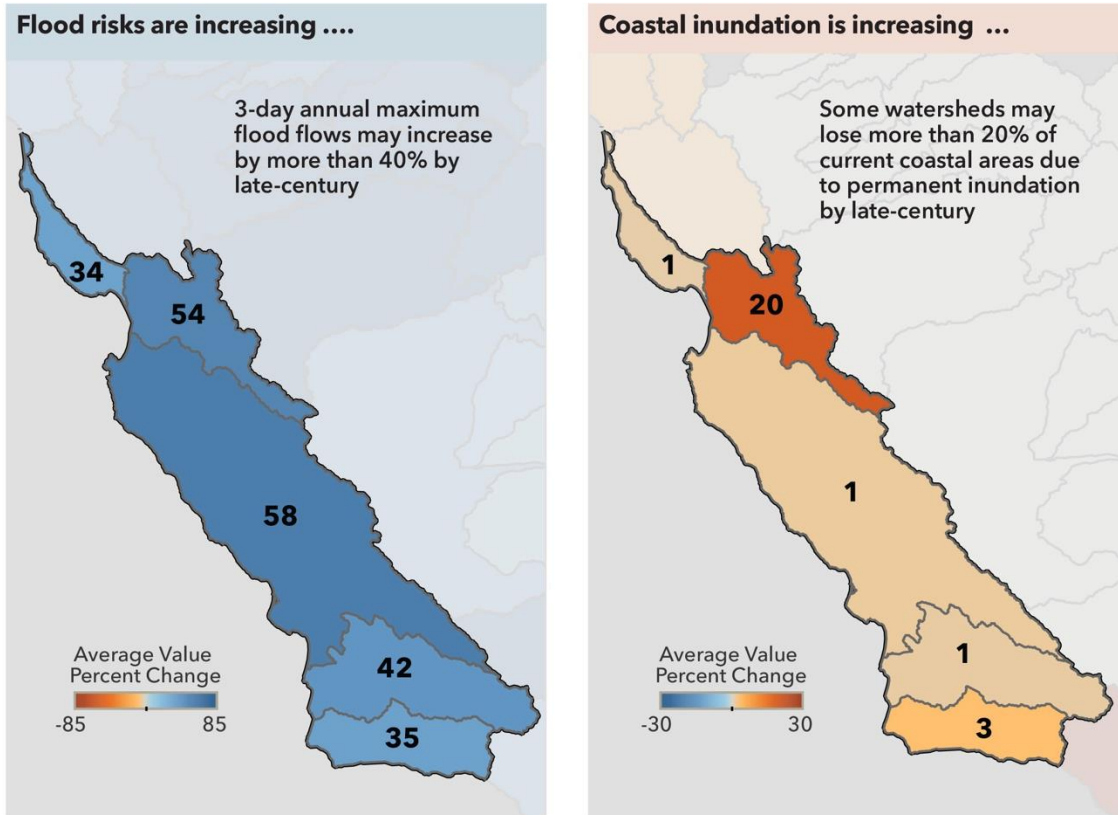 Flood risks are increasing ....
3-day annual maximum
flood flows may increase
by more than 40% by
late-century
34
54
58
42
35
Average Value
Percent Change
-85 85
Coastal inundation is increasing ...
Some watersheds may
lose more than 20% of
current coastal areas due
to permanent inundation
by late-century
1
20
1
1
3
Average Value
Percent Change
-30 30